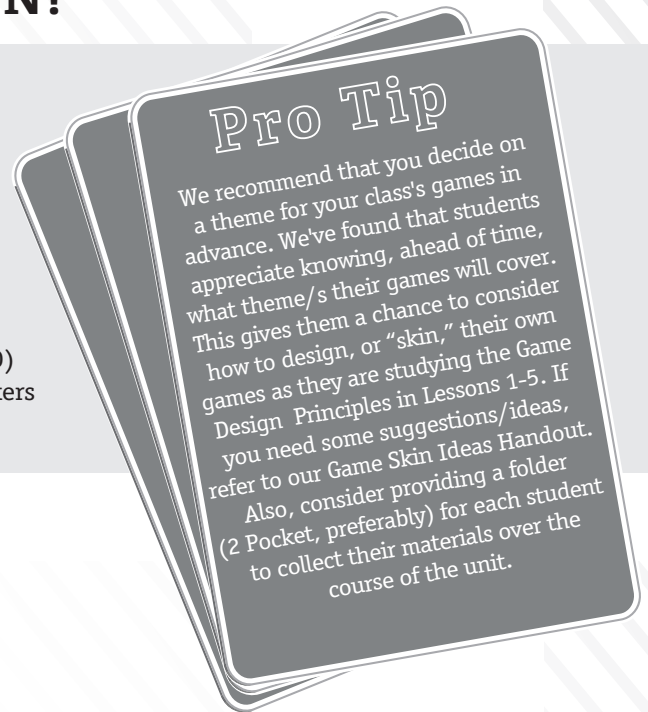 N?
)
ters
Pro Tip
We recommend that you decide on
a theme for your class's games in
advance. We've found that students
appreciate knowing, ahead of time,
what theme/s their games will cover.
This gives them a chance to consider
how to design, or “skin,” their own
games as they are studying the Game
Design Principles in Lessons 1-5. If
you need some suggestions/ideas,
refer to our Game Skin Ideas Handout.
Also, consider providing a folder
(2 Pocket, preferably) for each student
to collect their materials over the
course of the unit.